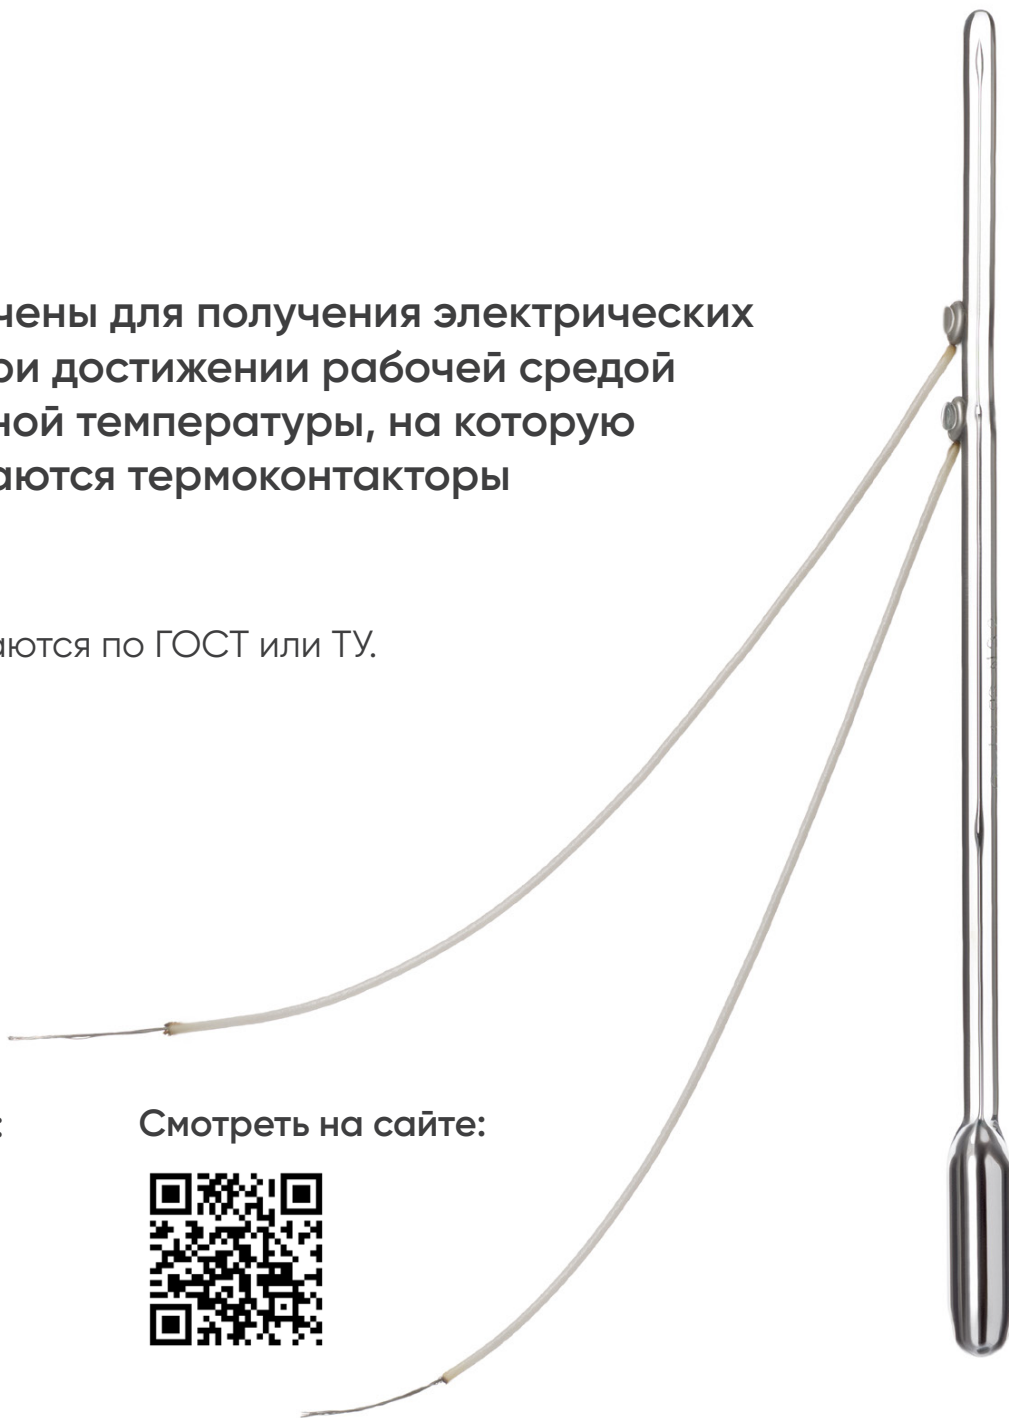 чены для получения электрических
ри достижении рабочей средой
ной температуры, на которую
аются термоконтакторы
аются по ГОСТ или ТУ.
:
Смотреть на сайте: